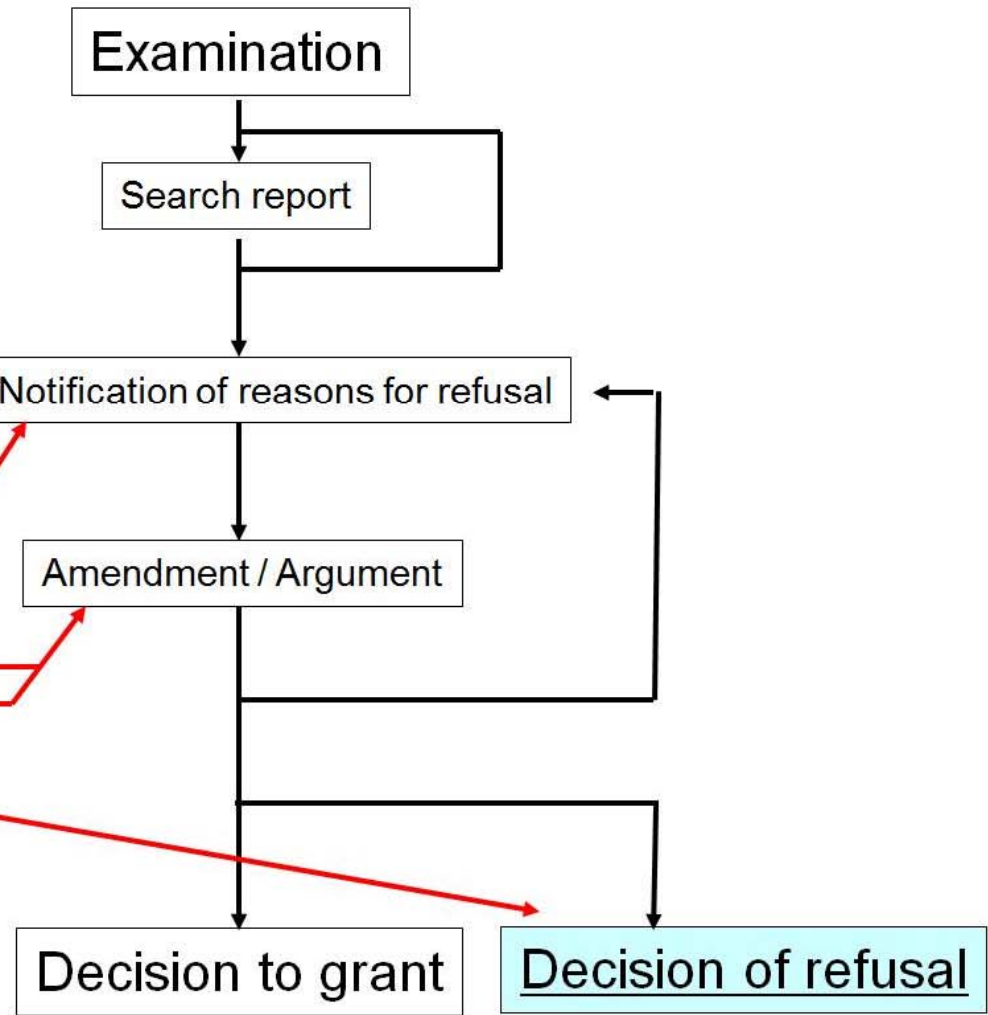 Examination
Search report
Notification of reasons for refusal
Amendment / Argument
Decision to grant
Decision of refusal